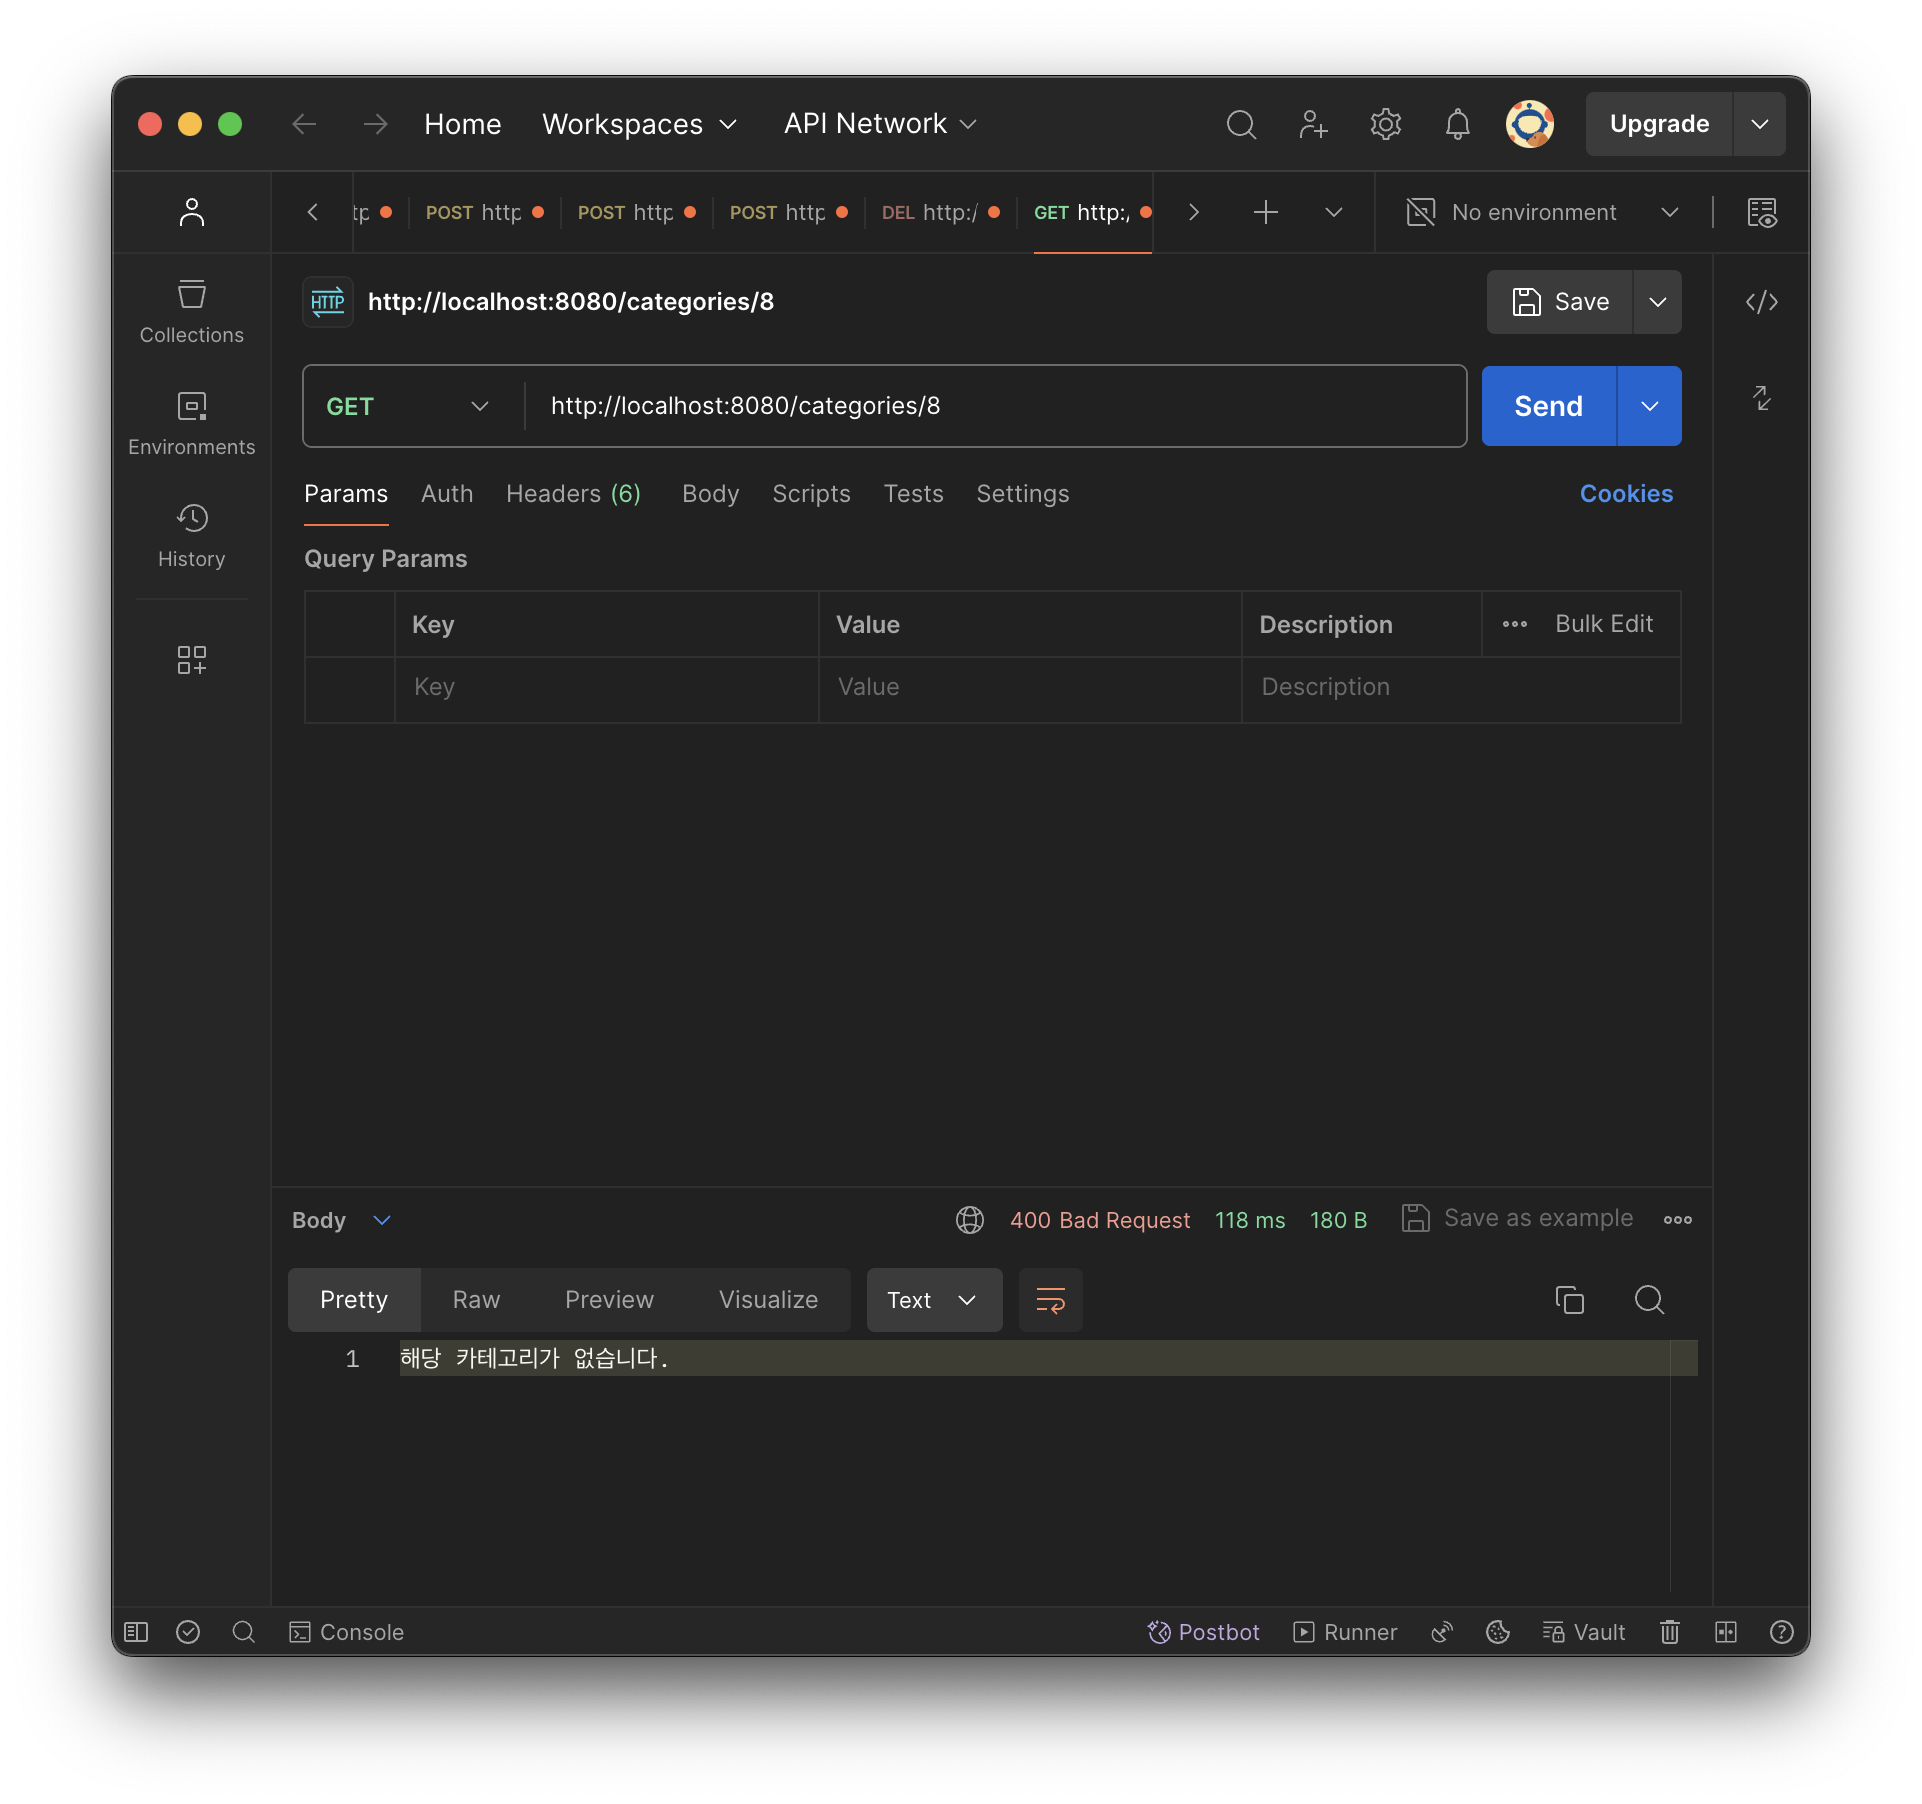 Home Workspaces API Network Upgrade
POST http POST http POST http DEL http:/ GET http:/ No environment
HTTP http://localhost:8080/categories/8 Save
Collections
Environments
History
GET http://localhost:8080/categories/8 Send
Params Auth Headers (6) Body Scripts Tests Settings Cookies
Query Params
Key Value Description Bulk Edit
Key Value Description
Body 400 Bad Request 118 ms 180 B Save as example
Pretty Raw Preview Visualize Text
1 해당 카테고리가 없습니다.
Console Postbot Runner Vault